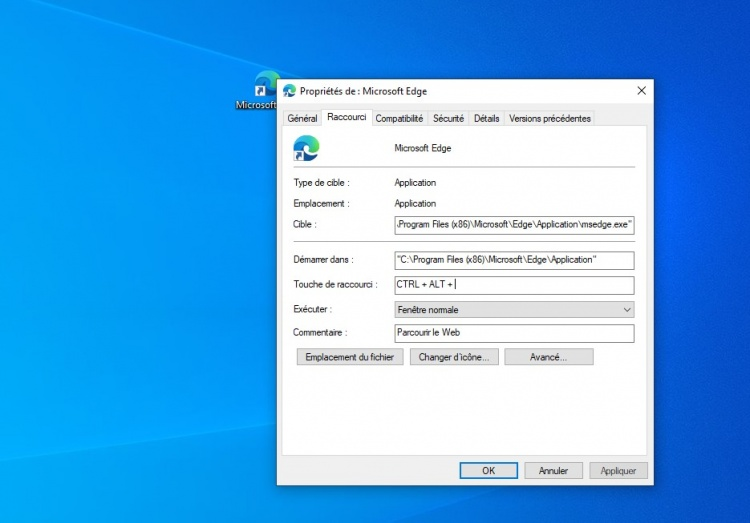 Microsoft
Propriétés de : Microsoft Edge
Général Raccourci Compatibilité Sécurité Détails Versions précédentes
Microsoft Edge
Type de cible : Application
Emplacement : Application
Cible : Program Files (x86)\Microsoft\Edge\Application\msedge.exe"
Démarrer dans : "C:\Program Files (x86)\Microsoft\Edge\Application"
Touche de raccourci : CTRL + ALT +
Exécuter : Fenêtre normale
Commentaire : Parcourir le Web
Emplacement du fichier Changer d'icône... Avancé...
OK Annuler Appliquer